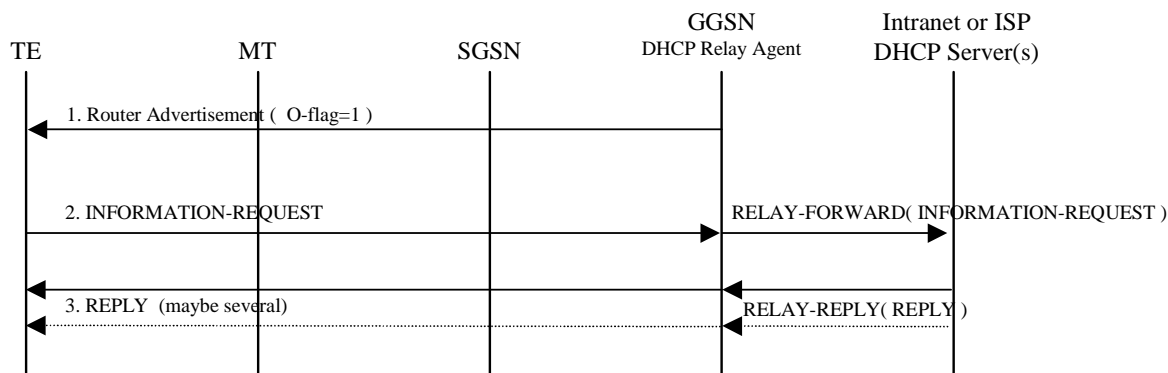 GGSN
Intranet or ISP
TE
MT
SGSN
DHCP Relay Agent
DHCP Server(s)
1. Router Advertisement ( O-flag=1 )
2. INFORMATION-REQUEST
RELAY-FORWARD( INFORMATION-REQUEST )
3. REPLY (maybe several)
RELAY-REPLY( REPLY )